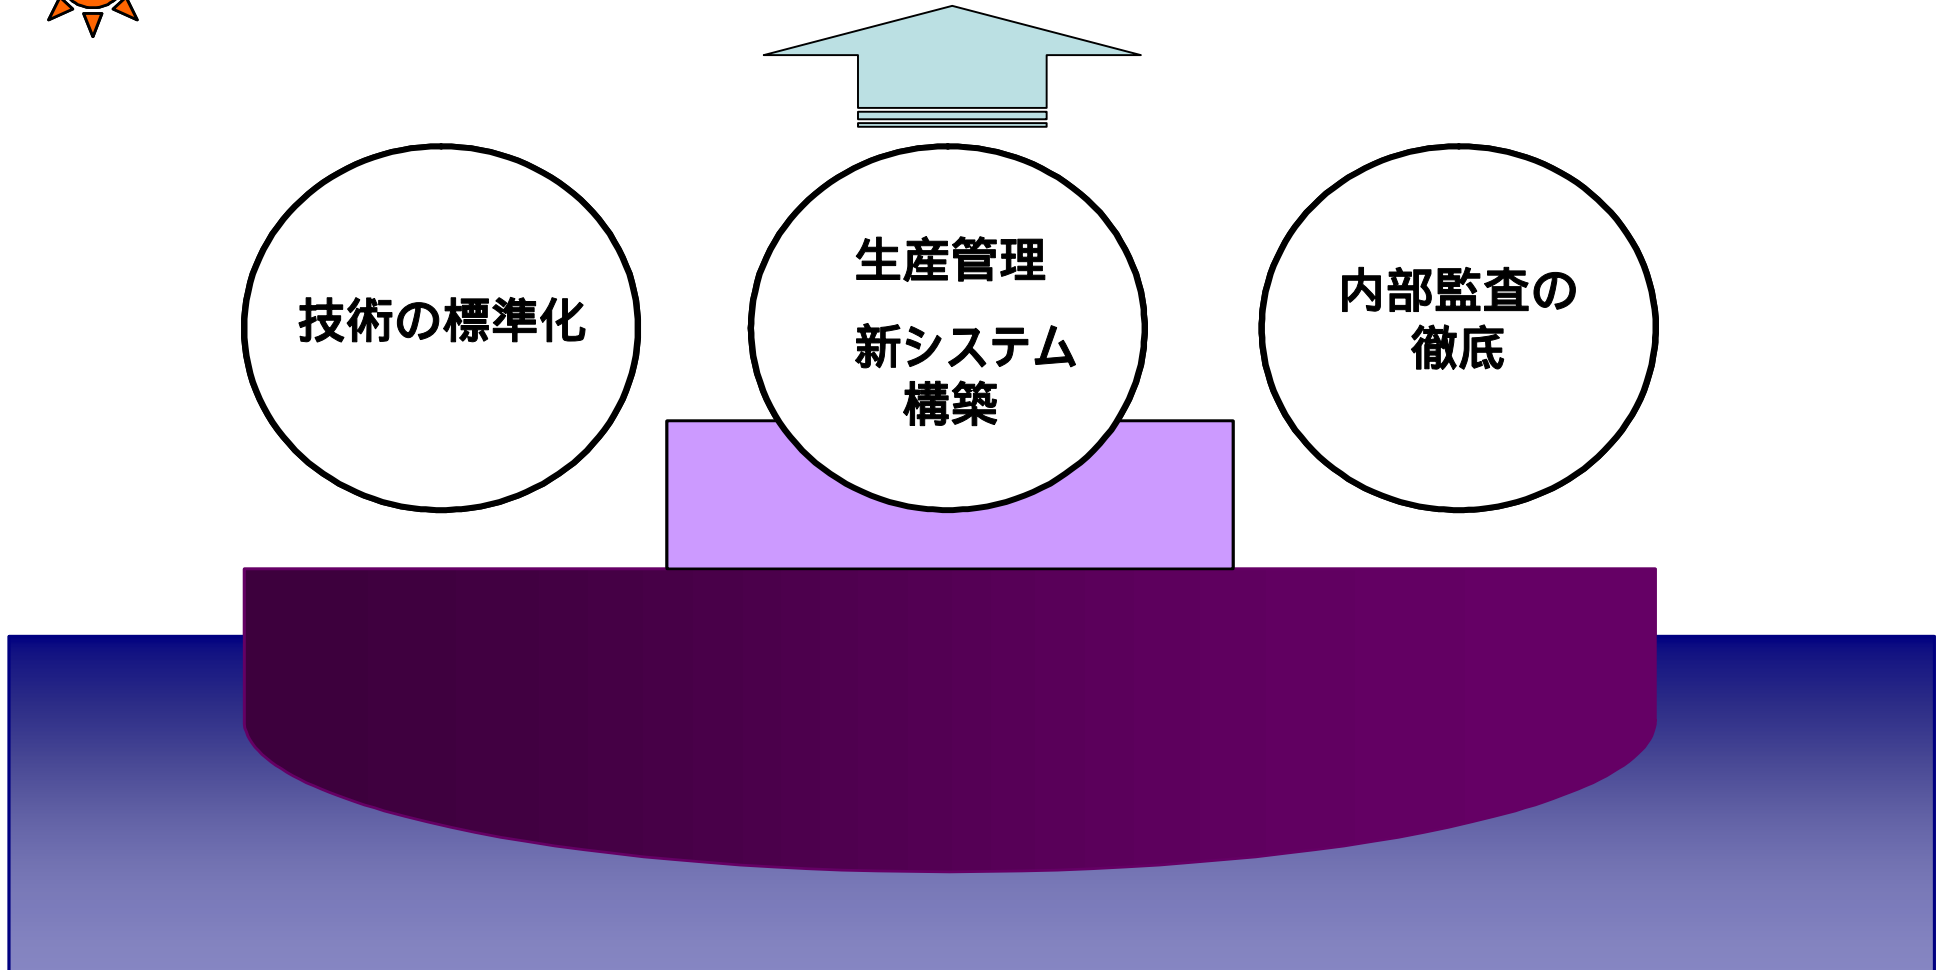 技術の標準化
生産管理
新システム
構築
内部監査の
徹底